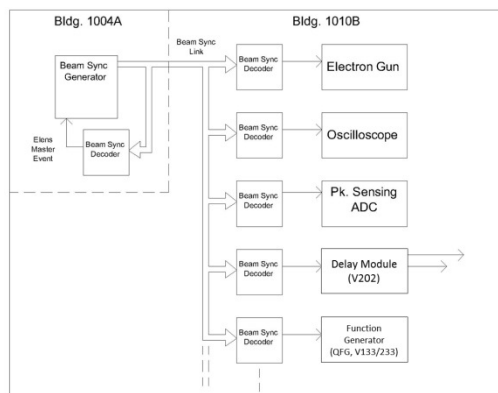 Bldg. 1004A
Bldg. 1010B
Beam Sync
Generator
Elens
Master
Event
Beam Sync
Decoder
Beam Sync
Link
Beam Sync
Decoder
Electron Gun
Beam Sync
Decoder
Oscilloscope
Beam Sync
Decoder
Pk. Sensing
ADC
Beam Sync
Decoder
Delay Module
(V202)
Beam Sync
Decoder
Function
Generator
(QFG, V133/233)